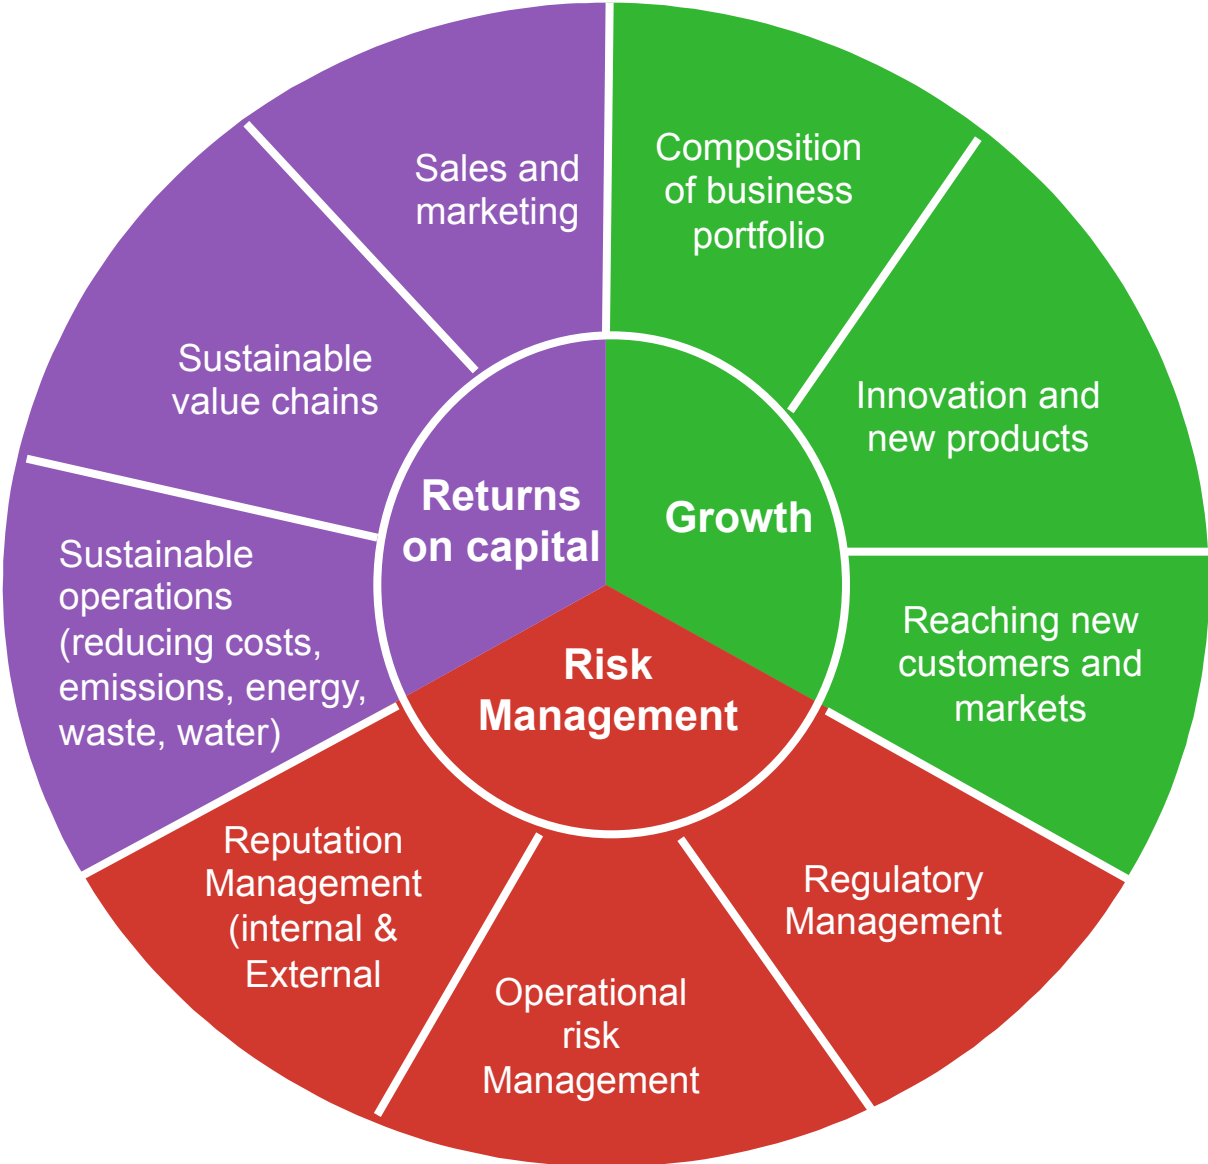 Sales and
marketing
Composition
of business
portfolio
Sustainable
value chains
Innovation and
new products
Returns
on capital
Growth
Sustainable
operations
(reducing costs,
emissions, energy,
waste, water)
Reaching new
customers and
markets
Risk
Management
Reputation
Management
(internal &
External
Regulatory
Management
Operational
risk
Management